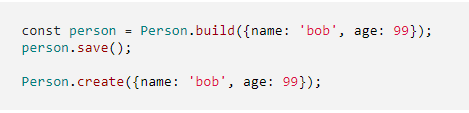 const person = Person.build({name: 'bob', age: 99});
person.save();
Person.create({name: 'bob', age: 99});